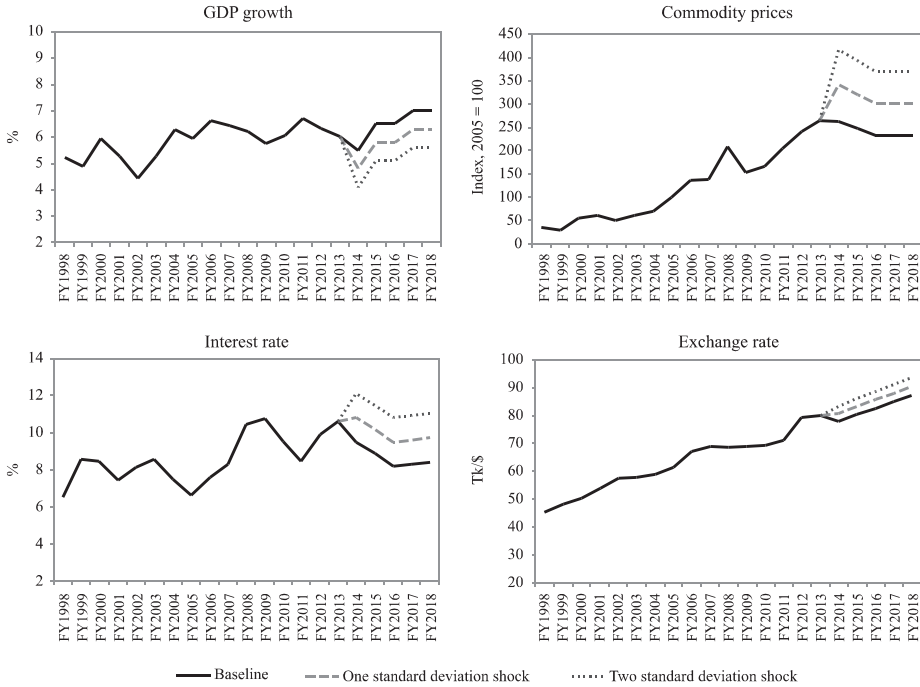 GDP growth
10
9
8
7
6
5
4
3
2
%
FY1998
FY1999
FY2000
FY2001
FY2002
FY2003
FY2004
FY2005
FY2006
FY2007
FY2008
FY2009
FY2010
FY2011
FY2012
FY2013
FY2014
FY2015
FY2016
FY2017
FY2018
Commodity prices
450
400
350
300
250
200
150
100
50
0
Index, 2005 = 100
FY1998
FY1999
FY2000
FY2001
FY2002
FY2003
FY2004
FY2005
FY2006
FY2007
FY2008
FY2009
FY2010
FY2011
FY2012
FY2013
FY2014
FY2015
FY2016
FY2017
FY2018
Interest rate
14
12
10
8
6
4
2
%
FY1998
FY1999
FY2000
FY2001
FY2002
FY2003
FY2004
FY2005
FY2006
FY2007
FY2008
FY2009
FY2010
FY2011
FY2012
FY2013
FY2014
FY2015
FY2016
FY2017
FY2018
Exchange rate
100
90
80
70
60
50
40
30
20
Tk/$
FY1998
FY1999
FY2000
FY2001
FY2002
FY2003
FY2004
FY2005
FY2006
FY2007
FY2008
FY2009
FY2010
FY2011
FY2012
FY2013
FY2014
FY2015
FY2016
FY2017
FY2018
Baseline One standard deviation shock Two standard deviation shock